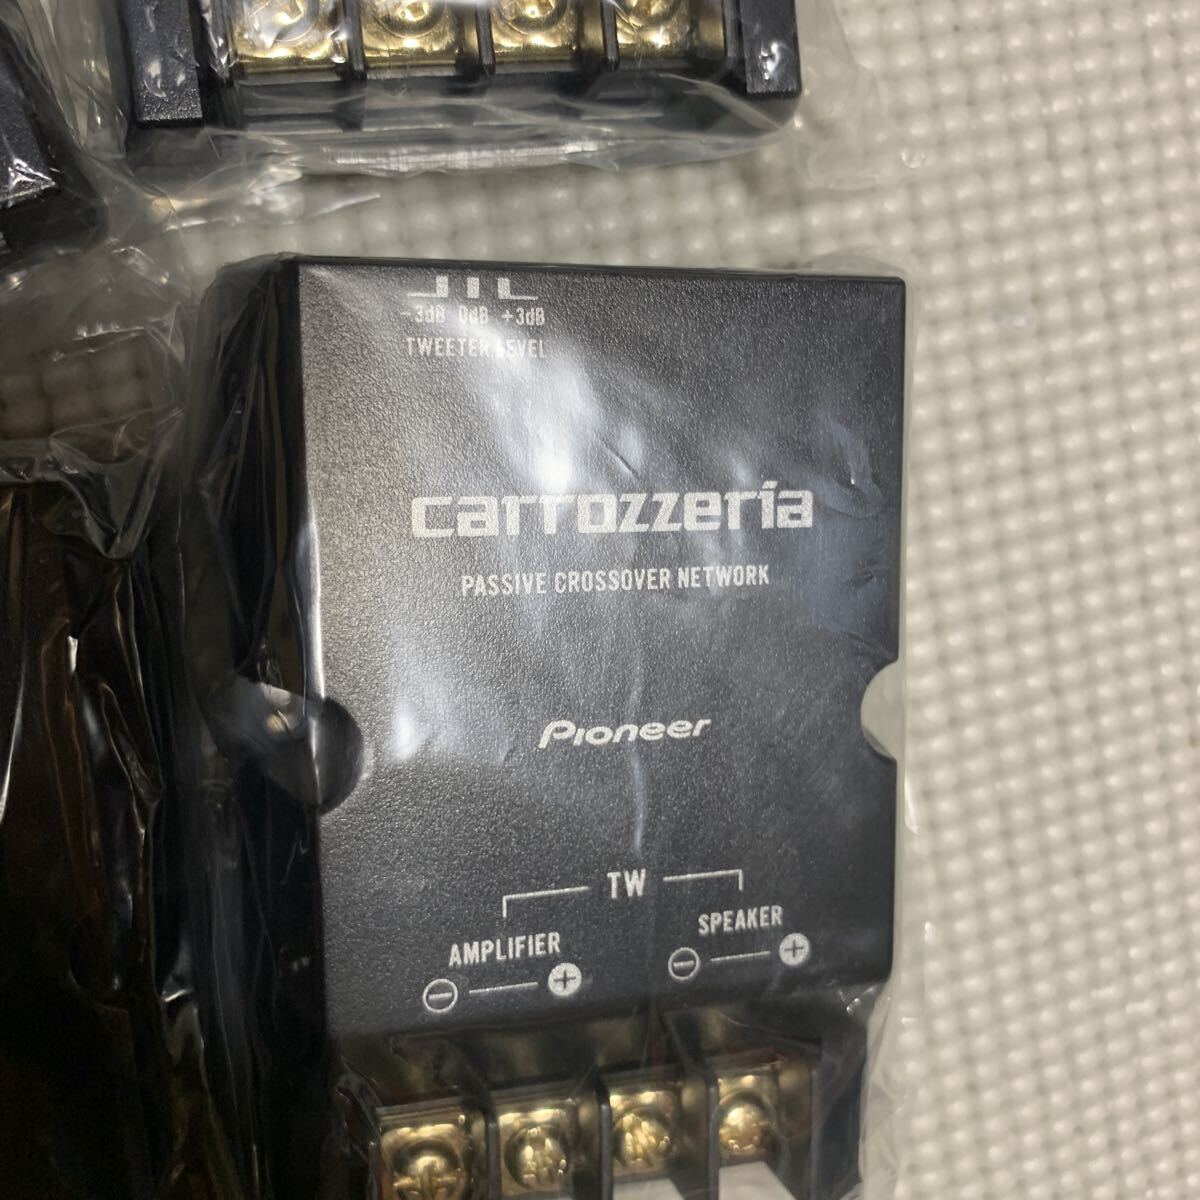 -3dB 0dB +3dB
TWEETER LEVEL
carrozzeria
PASSIVE CROSSOVER NETWORK
Pioneer
TW
AMPLIFIER SPEAKER
⊖ ⊕ ⊖ ⊕